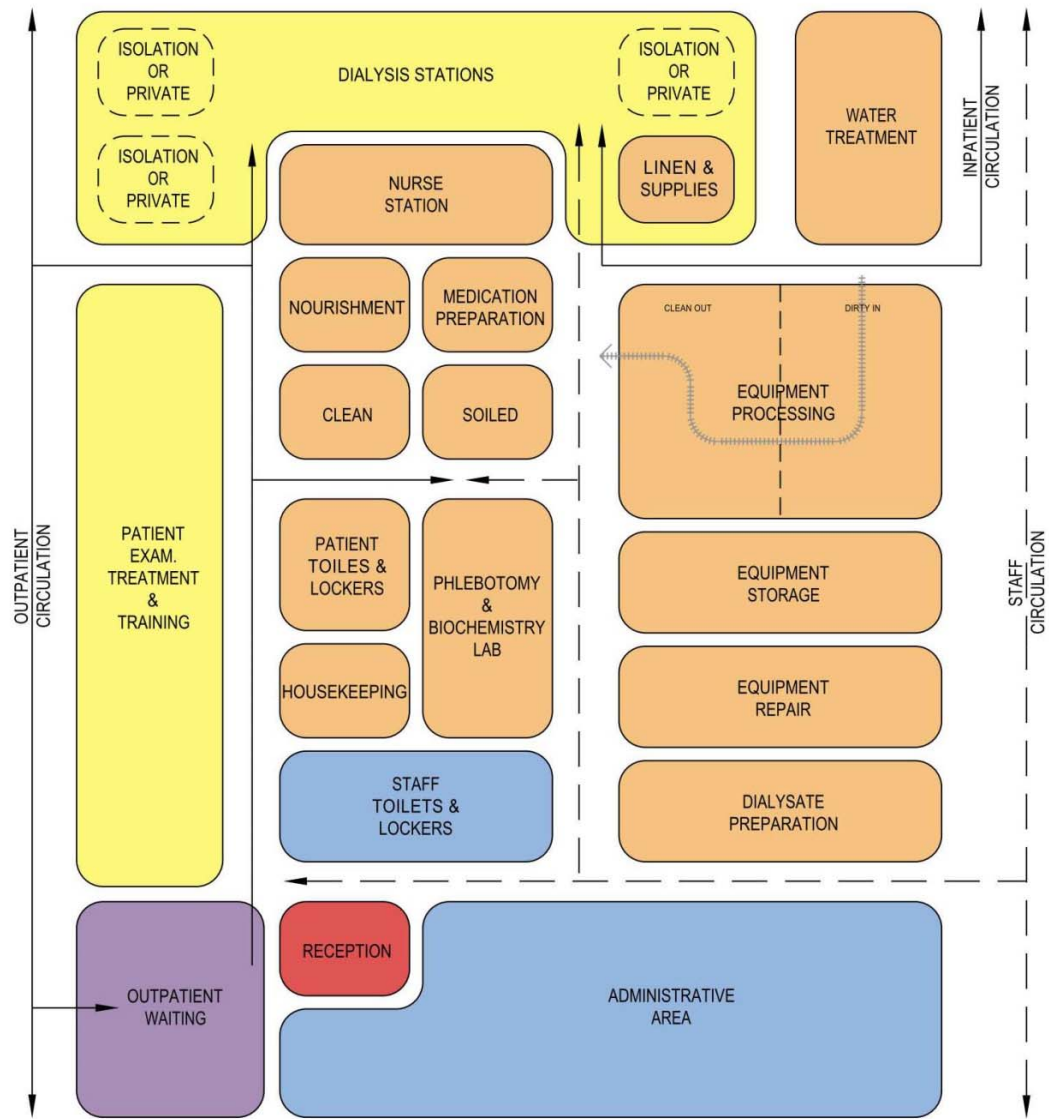 ISOLATION
OR
PRIVATE
DIALYSIS STATIONS
ISOLATION
OR
PRIVATE
WATER
TREATMENT
INPATIENT
CIRCULATION
ISOLATION
OR
PRIVATE
NURSE
STATION
LINEN &
SUPPLIES
NOURISHMENT
MEDICATION
PREPARATION
CLEAN OUT
DIRTY IN
EQUIPMENT
PROCESSING
CLEAN
SOILED
OUTPATIENT
CIRCULATION
PATIENT
EXAM.
TREATMENT
&
TRAINING
PATIENT
TOILES &
LOCKERS
PHLEBOTOMY
&
BIOCHEMISTRY
LAB
EQUIPMENT
STORAGE
STAFF
CIRCULATION
HOUSEKEEPING
EQUIPMENT
REPAIR
STAFF
TOILETS &
LOCKERS
DIALYSATE
PREPARATION
RECEPTION
OUTPATIENT
WAITING
ADMINISTRATIVE
AREA